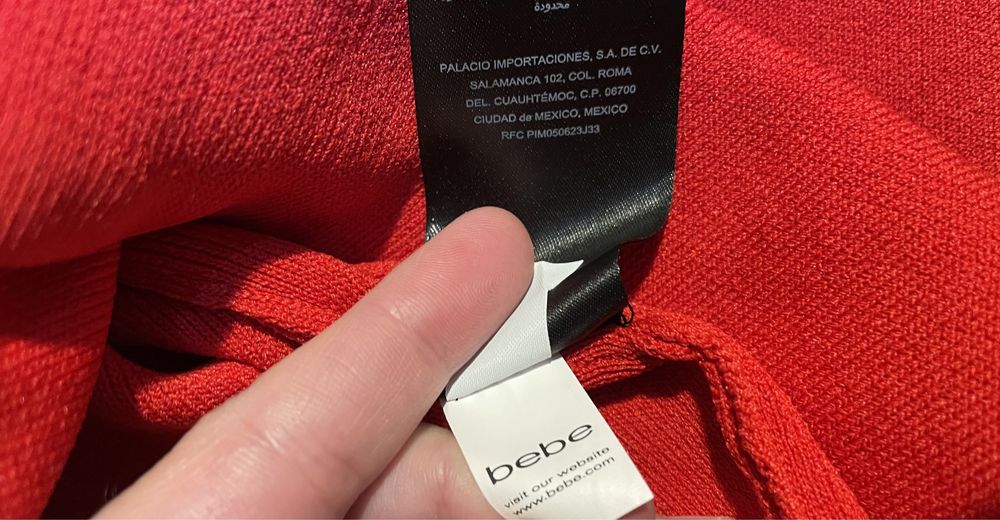 محدودة
PALACIO IMPORTACIONES, S.A. DE C.V.
SALAMANCA 102, COL. ROMA
DEL. CUAUHTÉMOC, C.P. 06700
CIUDAD de MEXICO, MEXICO
RFC PIM050623J33
bebe
visit our website
www.bebe.com